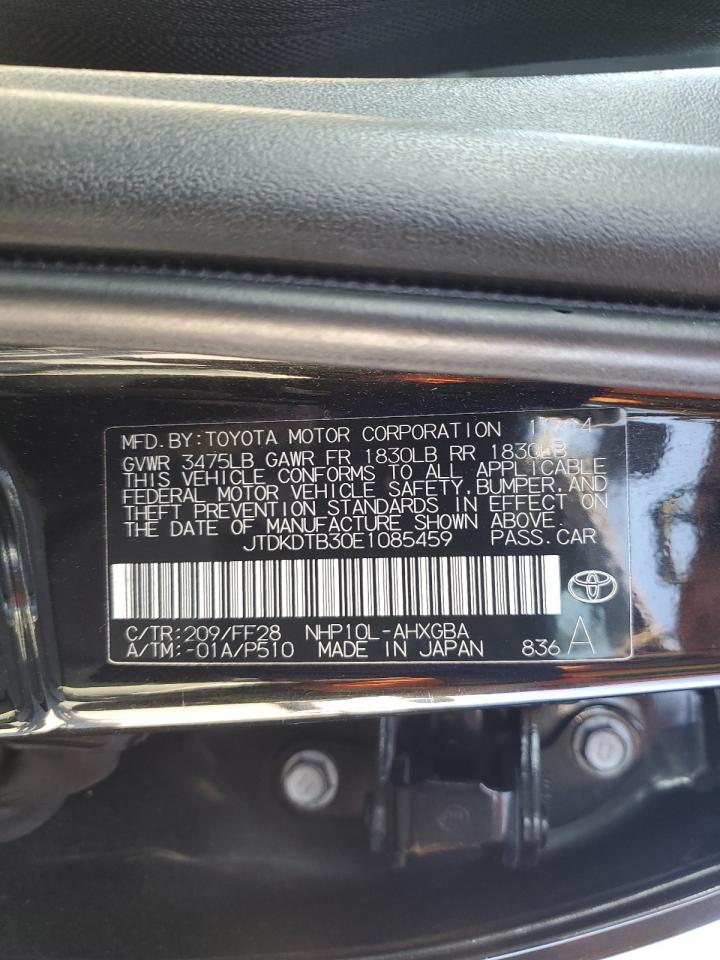 MFD.BY:TOYOTA MOTOR CORPORATION
GVWR 3475LB GAWR FR 1830LB RR 1830LB
THIS VEHICLE CONFORMS TO ALL APPLICABLE
FEDERAL MOTOR VEHICLE SAFETY,BUMPER,AND
THEFT PREVENTION STANDARDS IN EFFECT ON
THE DATE OF MANUFACTURE SHOWN ABOVE.
JTDKDTB30E1085459 PASS.CAR
C/TR:209/FF28 NHP10L-AHXGBA
A/TM:-01A/P510 MADE IN JAPAN 836 A